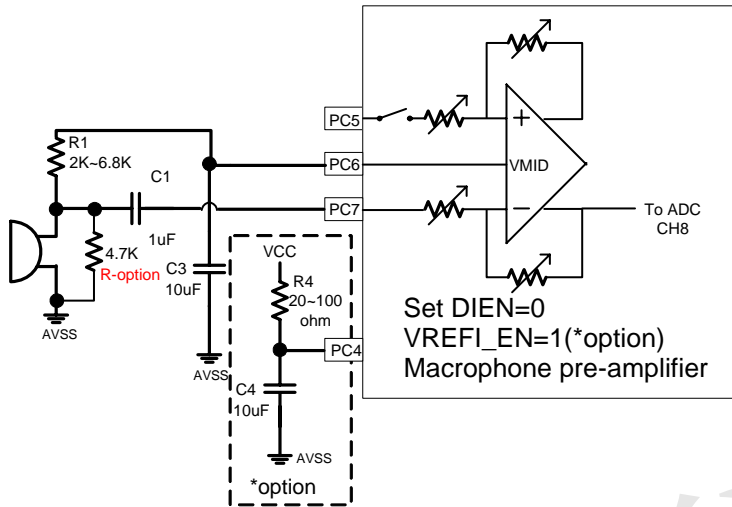 PC5
R1
2K~6.8K
C1
PC6
VMID
PC7
To ADC
CH8
1uF
4.7K
R-option
VCC
C3
10uF
R4
20~100
ohm
Set DIEN=0
VREFI_EN=1(*option)
Macrophone pre-amplifier
AVSS
PC4
AVSS
C4
10uF
AVSS
*option